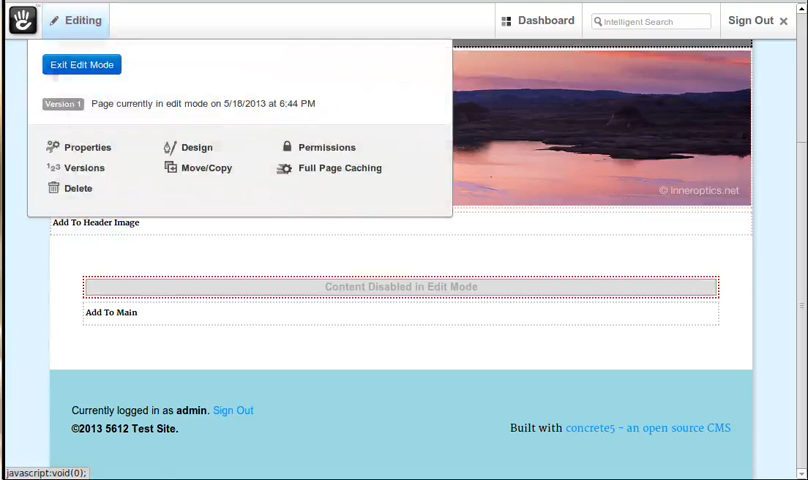 Editing
Dashboard
Intelligent Search
Sign Out
Exit Edit Mode
Version 1 Page currently in edit mode on 5/18/2013 at 6:44 PM
Properties
Design
Permissions
123 Versions
Move/Copy
Full Page Caching
Delete
© Inneroptics.net
Add To Header Image
Content Disabled in Edit Mode
Add To Main
Currently logged in as admin. Sign Out
©2013 5612 Test Site.
Built with concrete5 - an open source CMS
javascript:void(0);